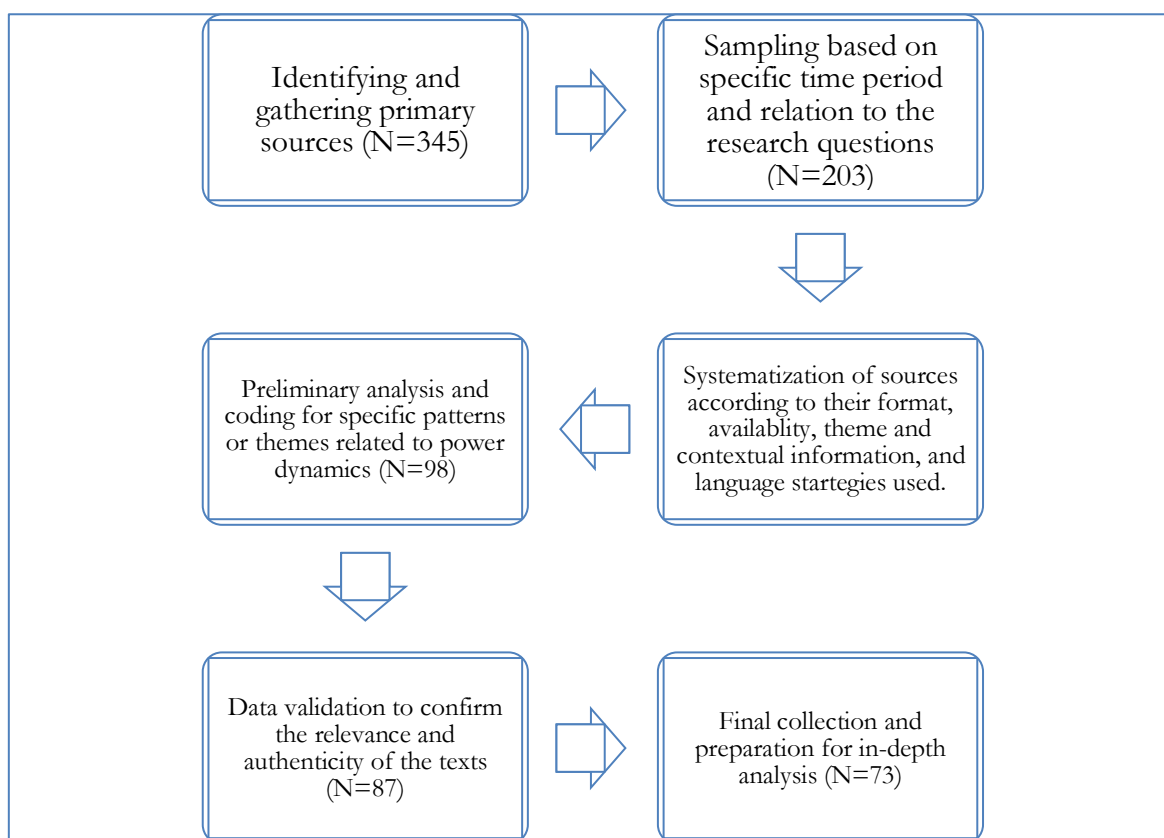 Identifying and
gathering primary
sources (N=345)
Sampling based on
specific time period
and relation to the
research questions
(N=203)
Systematization of sources
according to their format,
availablity, theme and
contextual information, and
language startegies used.
Preliminary analysis and
coding for specific patterns
or themes related to power
dynamics (N=98)
Data validation to confirm
the relevance and
authenticity of the texts
(N=87)
Final collection and
preparation for in-depth
analysis (N=73)